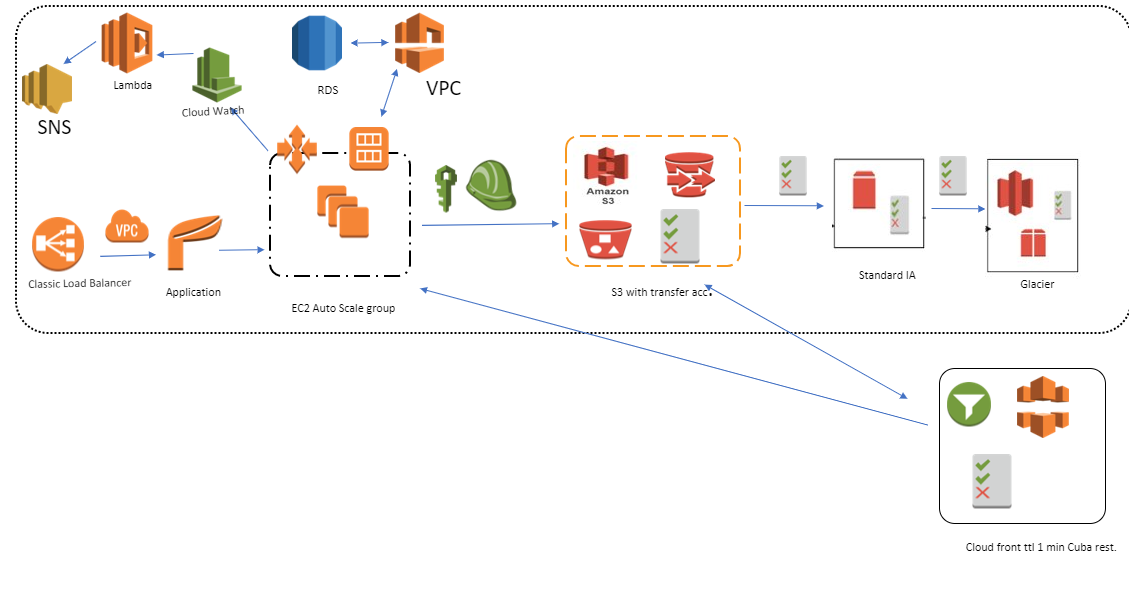 Lambda
SNS
Cloud Watch
RDS
VPC
VPC
Classic Load Balancer
Application
EC2 Auto Scale group
Amazon
S3
S3 with transfer acc.
Standard IA
Glacier
Cloud front ttl 1 min Cuba rest.